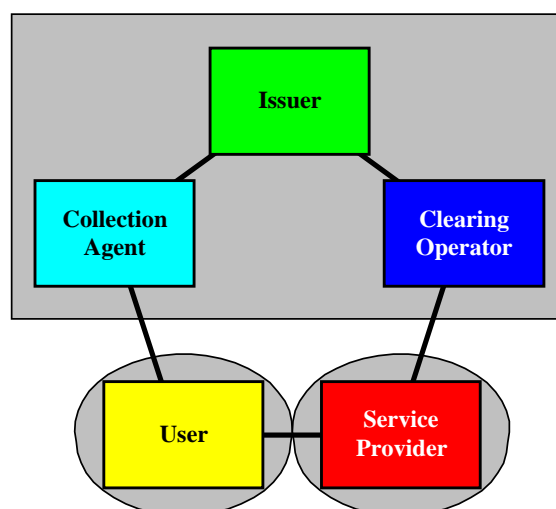 Issuer
Collection
Agent
Clearing
Operator
User
Service
Provider